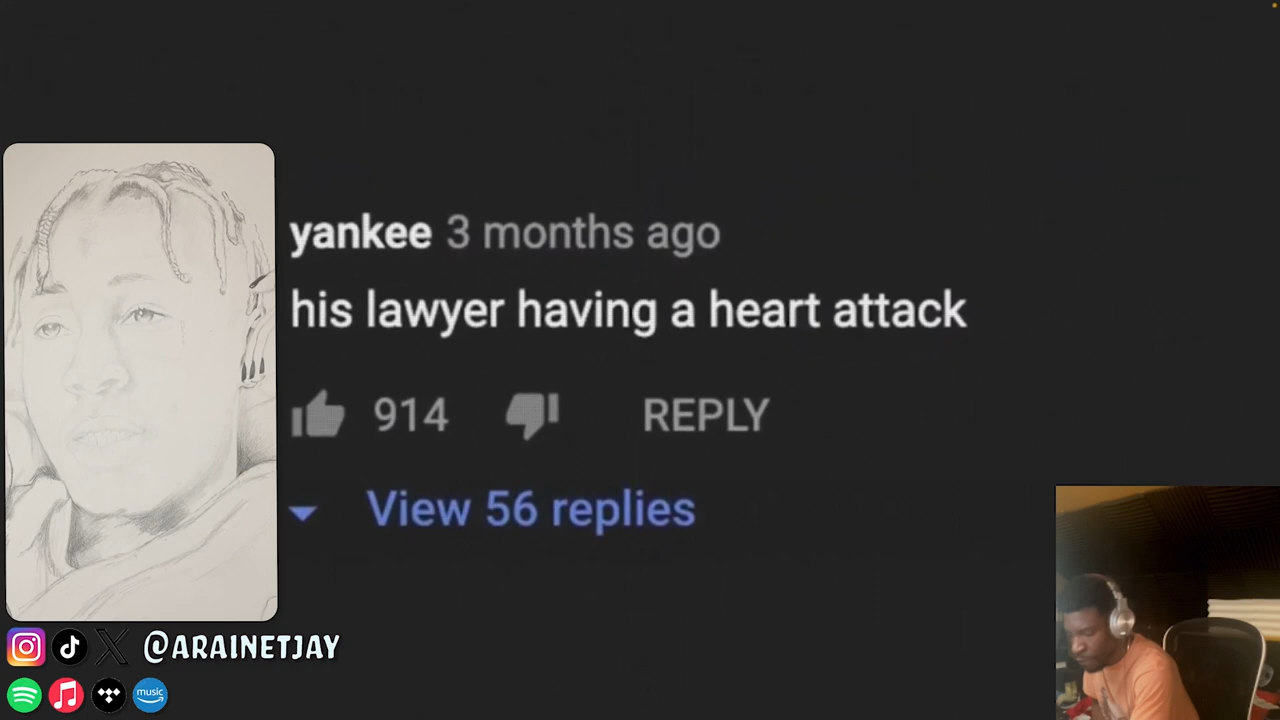 yankee 3 months ago
his lawyer having a heart attack
914 REPLY
View 56 replies
@ARAINETJAY
music